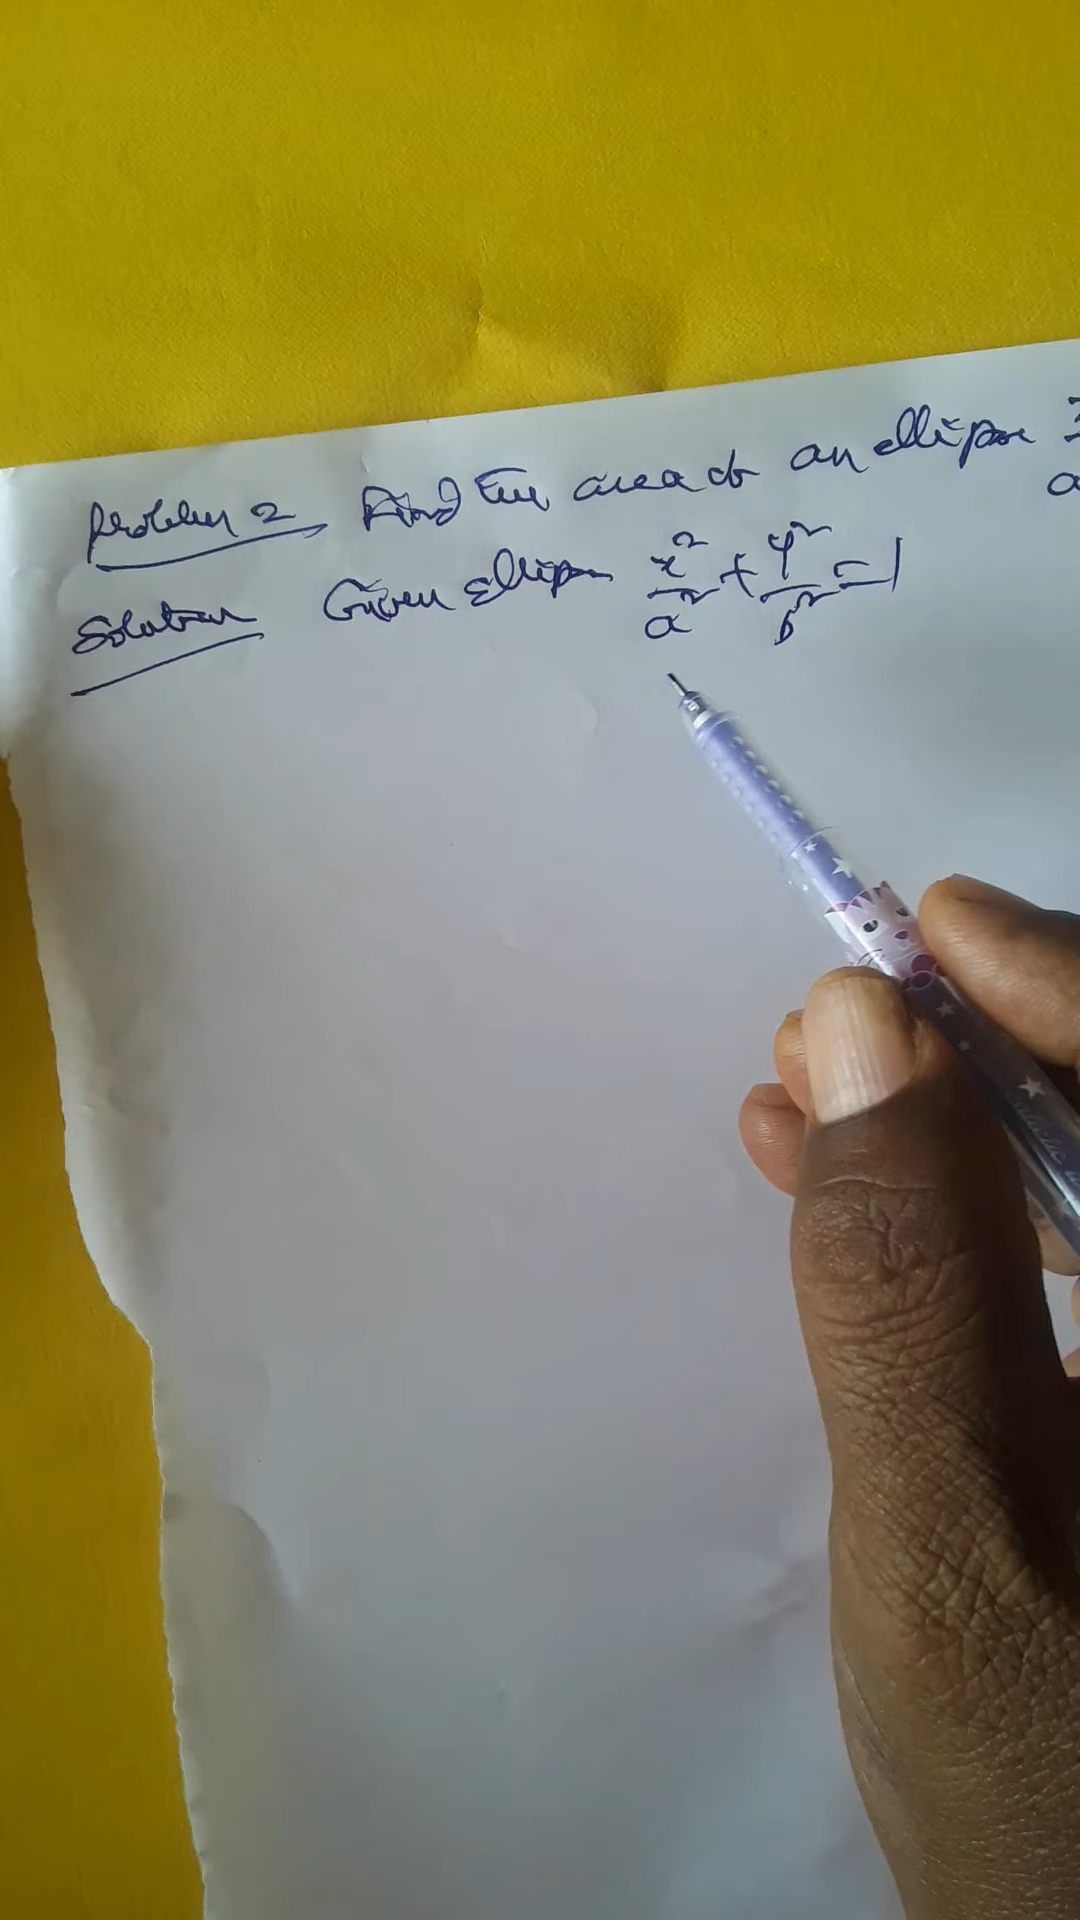 Problem 2 Find the area of an ellipse
Solution Given Ellipse x²/a² + y²/b² = 1